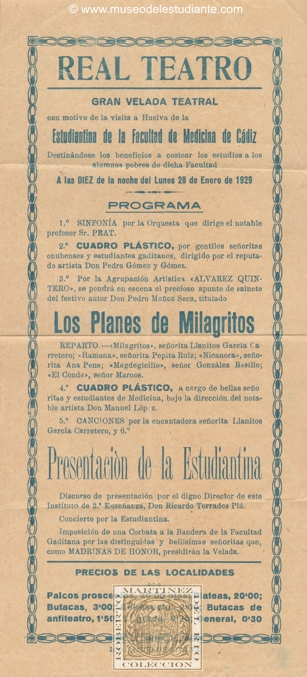 © www.museodelestudiante.com
REAL TEATRO
GRAN VELADA TEATRAL
con motivo de la visita a Huelva de la
Estudiantina de la Facultad de Medicina de Cádiz
Destinándose los beneficios a costear los estudios a los
alumnos pobres de dicha Facultad
A las DIEZ de la noche del Lunes 28 de Enero de 1929
PROGRAMA
1.º SINFONÍA por la Orquesta que dirige el notable
profesor Sr. PRAT.
2.º CUADRO PLÁSTICO, por gentiles señoritas
onubenses y estudiantes gaditanos, dirigido por el reputado
artista Don Pedro Gómez y Gómez.
3.º Por la Agrupación Artística «ALVAREZ QUIN-
TERO», se pondrá en escena el precioso apunte de sainete
del festivo autor Don Pedro Muñoz Seca, titulado
Los Planes de Milagritos
REPARTO.—«Milagritos», señorita Llanitos García Ca
rretero; «Ramona», señorita Pepita Ruiz; «Nicanora», seño-
rita Ana Pons; «Magdegicilio», señor González Basilio;
«El Conde», señor Marcos.
4.º CUADRO PLÁSTICO, a cargo de bellas seño-
ritas y estudiantes de Medicina, bajo la dirección del nota-
ble artista Don Manuel Lóp z.
5.º CANCIONES por la encantadora señorita Llanitos
García Carretero, y 6.º
Presentación de la Estudiantina
Discurso de presentación por el digno Director de este
Instituto de 2.ª Enseñanza, Don Ricardo Terrades Plá.
Concierto por la Estudiantina.
Imposición de una Corbata a la Bandera de la Facultad
Gaditana por las distinguidas y bellísimas señoritas que,
como MADRINAS DE HONOR, presidirán la Velada.
PRECIOS DE LAS LOCALIDADES
Palcos plateas, 20'00;
Butacas, 3'00; Butacas de
anfiteatro, 1'50 General, 0'30
MARTINEZ
ROBERTO
DEL RIO
COLECCION